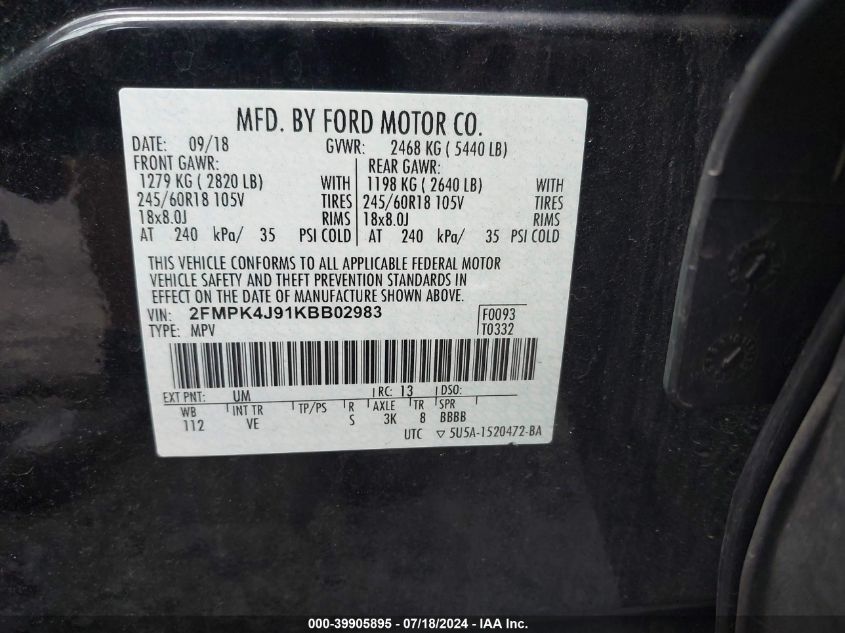 MFD. BY FORD MOTOR CO.
DATE: 09/18 GVWR: 2468 KG ( 5440 LB)
FRONT GAWR: REAR GAWR:
1279 KG ( 2820 LB) WITH 1198 KG ( 2640 LB) WITH
245/60R18 105V TIRES 245/60R18 105V TIRES
18x8.0J RIMS 18x8.0J RIMS
AT 240 kPa/ 35 PSI COLD AT 240 kPa/ 35 PSI COLD
THIS VEHICLE CONFORMS TO ALL APPLICABLE FEDERAL MOTOR
VEHICLE SAFETY AND THEFT PREVENTION STANDARDS IN
EFFECT ON THE DATE OF MANUFACTURE SHOWN ABOVE.
VIN: 2FMPK4J91KBB02983 F0093
TYPE: MPV T0332
EXT PNT: UM RC: 13 DSO:
WB INT TR TP/PS R AXLE TR SPR
112 VE S 3K 8 BBBB
UTC ▽ 5U5A-1520472-BA
000-39905895 - 07/18/2024 - IAA Inc.